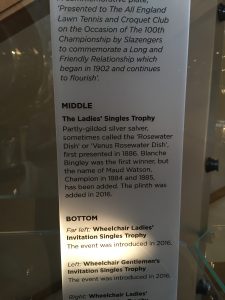 'Presented to The All England
Lawn Tennis and Croquet Club
on the Occasion of The 100th
Championship by Slazengers
to commemorate a Long and
Friendly Relationship which
began in 1902 and continues
to flourish'.
MIDDLE
The Ladies' Singles Trophy
Partly-gilded silver salver,
sometimes called the 'Rosewater
Dish' or 'Venus Rosewater Dish',
first presented in 1886. Blanche
Bingley was the first winner, but
the name of Maud Watson,
Champion in 1884 and 1885,
has been added. The plinth was
added in 2016.
BOTTOM
Far left: Wheelchair Ladies'
Invitation Singles Trophy
The event was introduced in 2016.
Left: Wheelchair Gentlemen's
Invitation Singles Trophy
The event was introduced in 2016.
Right: Wheelchair Ladies'